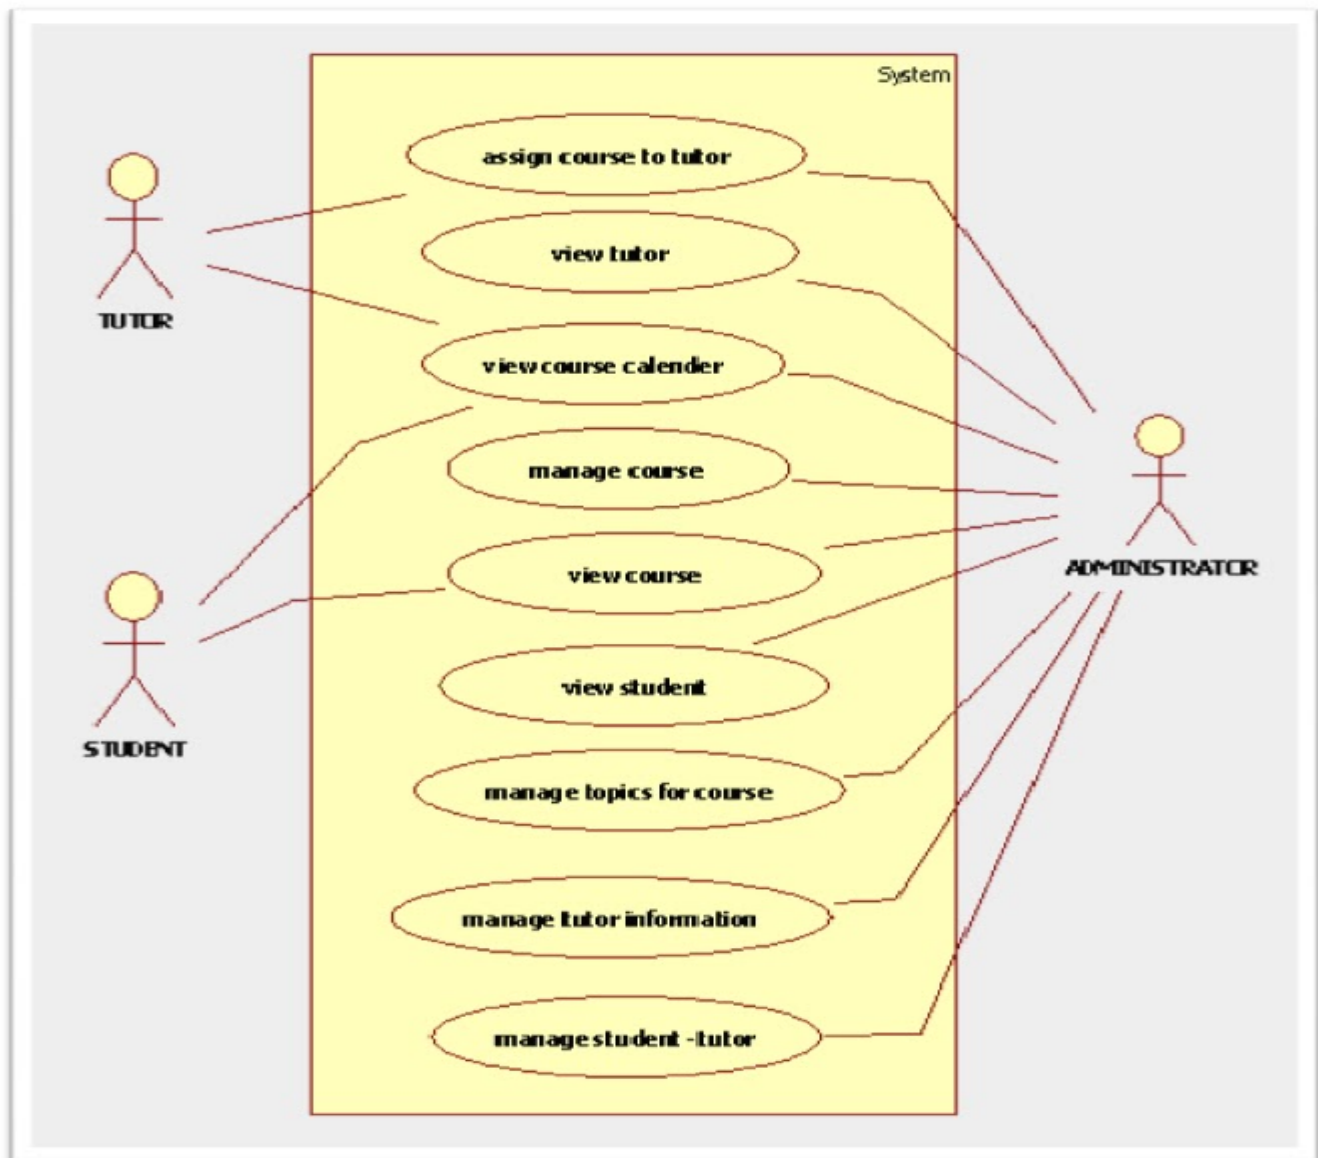 System
assign course to tutor
view tutor
TUTOR
view course calender
manage course
ADMINISTRATOR
view course
view student
STUDENT
manage topics for course
manage tutor information
manage student -tutor